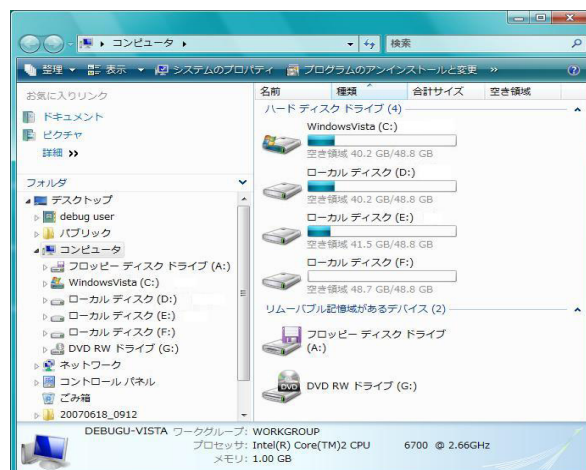 コンピュータ
検索
整理 表示 システムのプロパティ プログラムのアンインストールと変更 »
お気に入りリンク
ドキュメント
ピクチャ
詳細 »
フォルダ
デスクトップ
debug user
パブリック
コンピュータ
フロッピー ディスク ドライブ (A:)
WindowsVista (C:)
ローカル ディスク (D:)
ローカル ディスク (E:)
ローカル ディスク (F:)
DVD RW ドライブ (G:)
ネットワーク
コントロール パネル
ごみ箱
20070618_0912
名前 種類 合計サイズ 空き領域
ハード ディスク ドライブ (4)
WindowsVista (C:)
空き領域 40.2 GB/48.8 GB
ローカル ディスク (D:)
空き領域 40.2 GB/48.8 GB
ローカル ディスク (E:)
空き領域 41.5 GB/48.8 GB
ローカル ディスク (F:)
空き領域 48.7 GB/48.8 GB
リムーバブル記憶域があるデバイス (2)
フロッピー ディスク ドライブ
(A:)
DVD
DVD RW ドライブ (G:)
DEBUGU-VISTA ワークグループ: WORKGROUP
プロセッサ: Intel(R) Core(TM)2 CPU 6700 @ 2.66GHz
メモリ: 1.00 GB